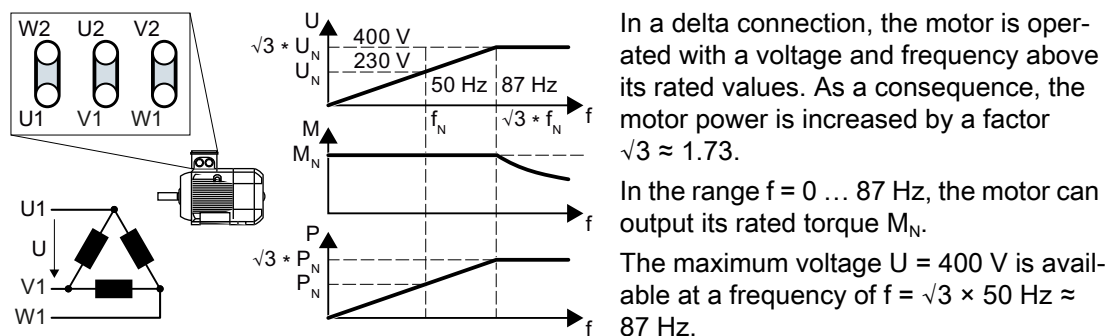 W2 U2 V2
U1 V1 W1
U1
U
V1
W1
U
√3 * U_N
400 V
U_N
230 V
50 Hz
87 Hz
f_N
√3 * f_N
f
M
M_N
f
P
√3 * P_N
P_N
f
In a delta connection, the motor is oper-
ated with a voltage and frequency above
its rated values. As a consequence, the
motor power is increased by a factor
√3 ≈ 1.73.
In the range f = 0 … 87 Hz, the motor can
output its rated torque M_N.
The maximum voltage U = 400 V is avail-
able at a frequency of f = √3 × 50 Hz ≈
87 Hz.